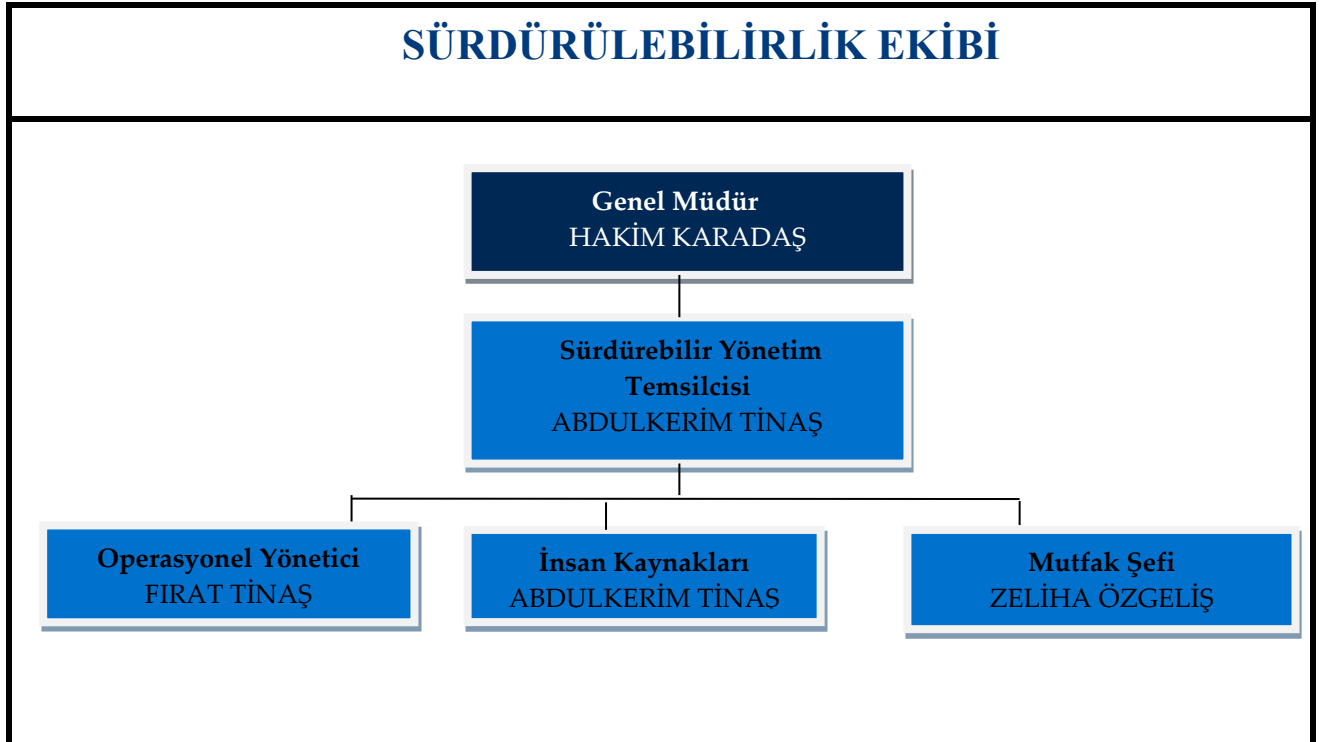 SÜRDÜRÜLEBİLİRLİK EKİBİ
Genel Müdür
HAKİM KARADAŞ
Sürdürebilir Yönetim
Temsilcisi
ABDULKERİM TİNAŞ
Operasyonel Yönetici
FIRAT TİNAŞ
İnsan Kaynakları
ABDULKERİM TİNAŞ
Mutfak Şefi
ZELİHA ÖZGELİŞ